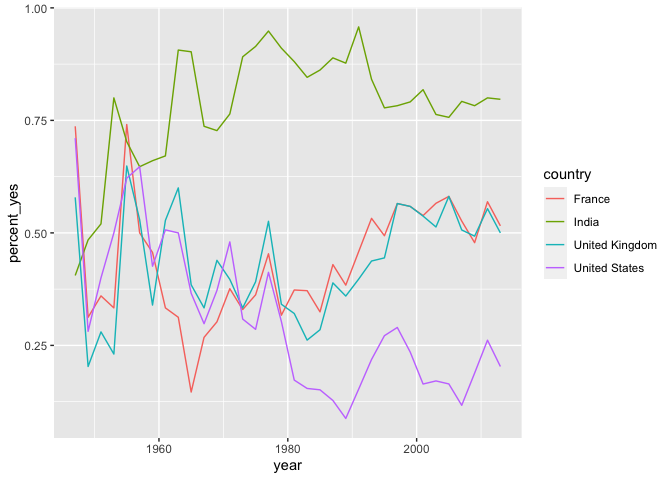 1.00
0.75
0.50
0.25
percent_yes
1960
1980
2000
year
country
France
India
United Kingdom
United States